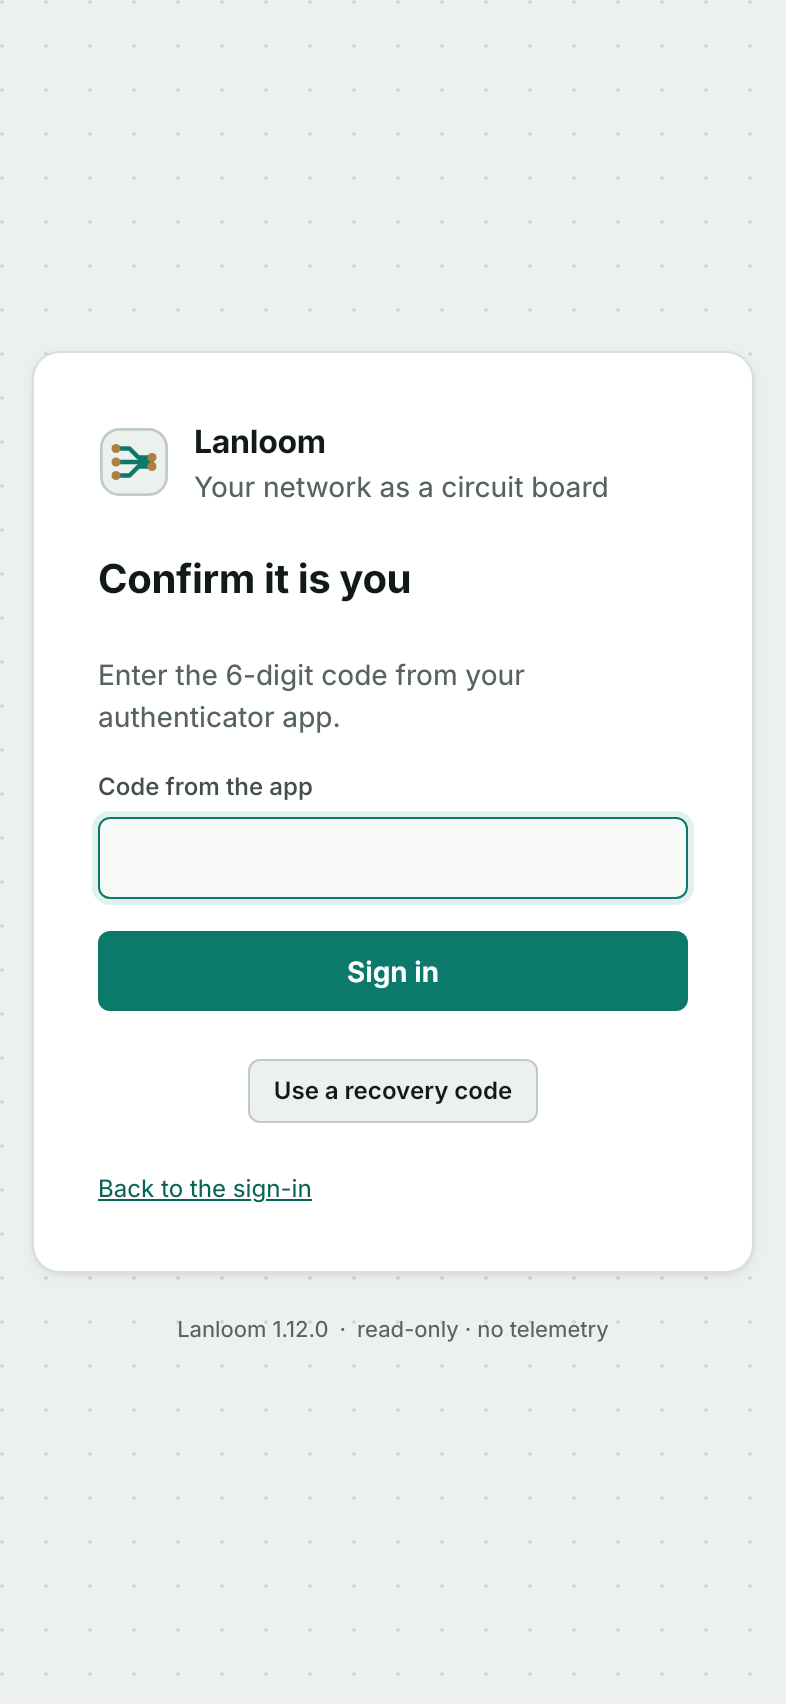 Lanloom
Your network as a circuit board
Confirm it is you
Enter the 6-digit code from your
authenticator app.
Code from the app
Sign in
Use a recovery code
Back to the sign-in
Lanloom 1.12.0 · read-only · no telemetry